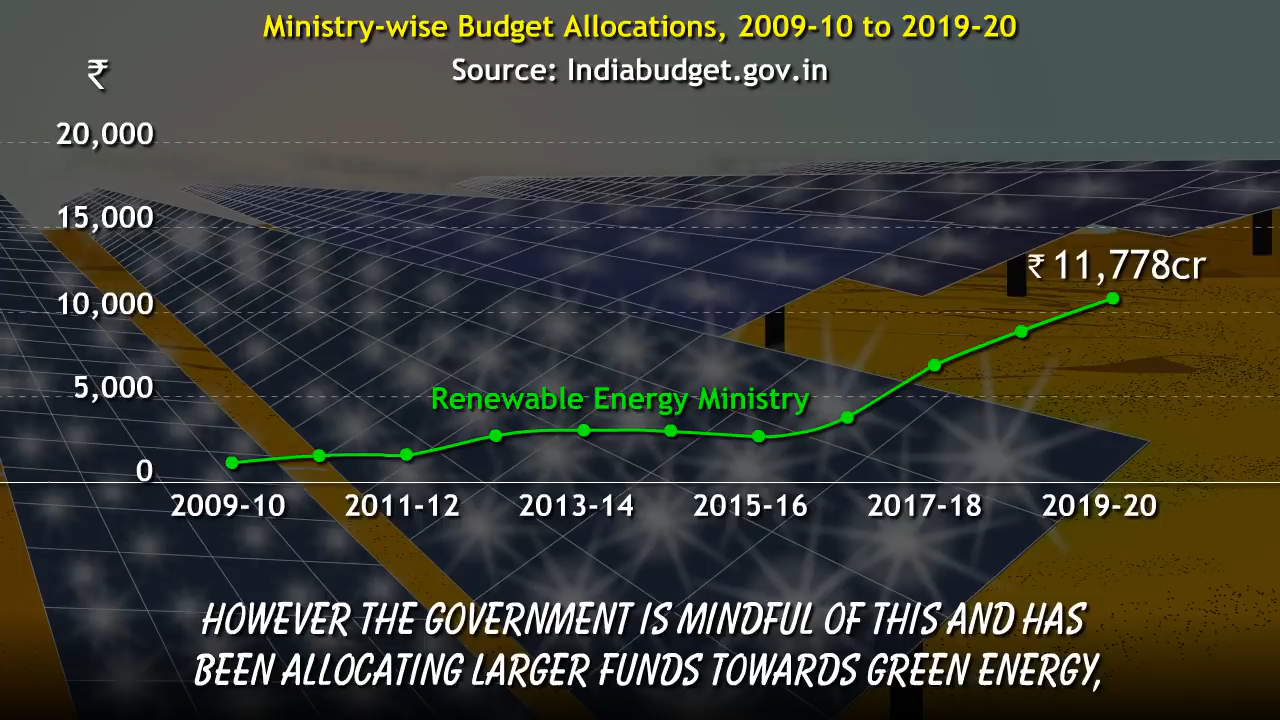 Ministry-wise Budget Allocations, 2009-10 to 2019-20
Source: Indiabudget.gov.in
₹
20,000
15,000
₹ 11,778cr
10,000
5,000
Renewable Energy Ministry
0
2009-10 2011-12 2013-14 2015-16 2017-18 2019-20
HOWEVER THE GOVERNMENT IS MINDFUL OF THIS AND HAS
BEEN ALLOCATING LARGER FUNDS TOWARDS GREEN ENERGY,